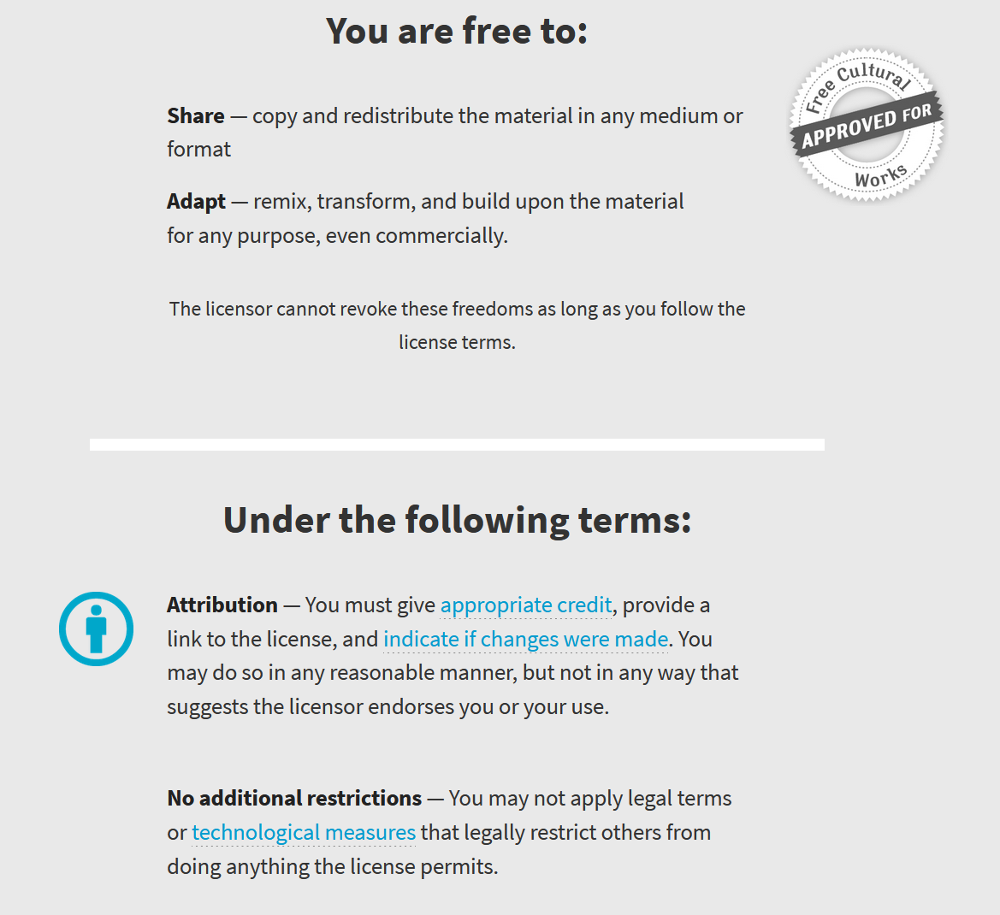 You are free to:
Free Cultural
APPROVED FOR
Works
Share — copy and redistribute the material in any medium or
format
Adapt — remix, transform, and build upon the material
for any purpose, even commercially.
The licensor cannot revoke these freedoms as long as you follow the
license terms.
Under the following terms:
Attribution — You must give appropriate credit, provide a
link to the license, and indicate if changes were made. You
may do so in any reasonable manner, but not in any way that
suggests the licensor endorses you or your use.
No additional restrictions — You may not apply legal terms
or technological measures that legally restrict others from
doing anything the license permits.